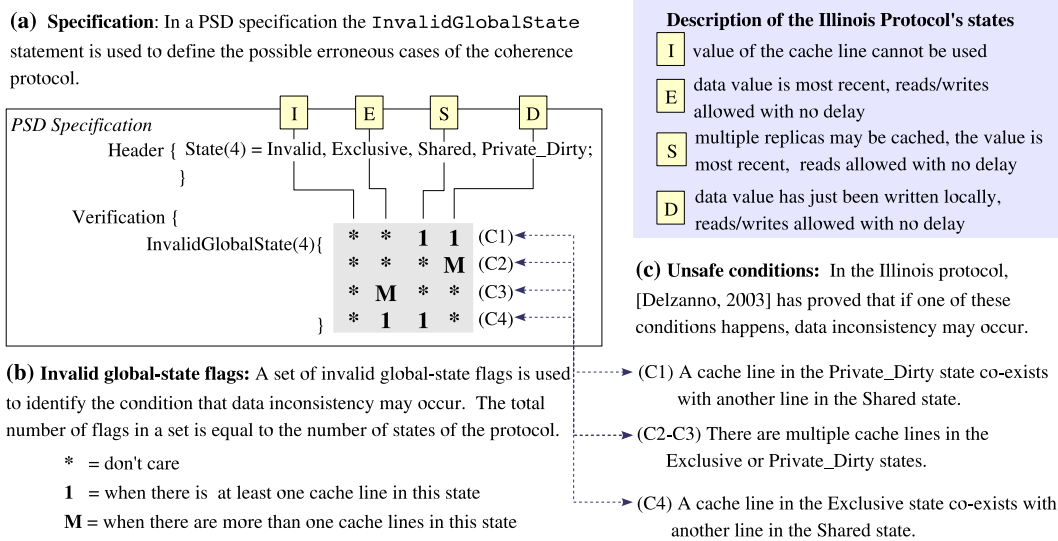 (a) Specification: In a PSD specification the InvalidGlobalState
statement is used to define the possible erroneous cases of the coherence
protocol.
I E S D
PSD Specification
Header { State(4) = Invalid, Exclusive, Shared, Private_Dirty;
}
Verification {
InvalidGlobalState(4){ * * 1 1 (C1)
* * * M (C2)
* M * * (C3)
} * 1 1 * (C4)
(b) Invalid global-state flags: A set of invalid global-state flags is used
to identify the condition that data inconsistency may occur. The total
number of flags in a set is equal to the number of states of the protocol.
* = don't care
1 = when there is at least one cache line in this state
M = when there are more than one cache lines in this state
Description of the Illinois Protocol's states
I value of the cache line cannot be used
E data value is most recent, reads/writes
allowed with no delay
S multiple replicas may be cached, the value is
most recent, reads allowed with no delay
D data value has just been written locally,
reads/writes allowed with no delay
(c) Unsafe conditions: In the Illinois protocol,
[Delzanno, 2003] has proved that if one of these
conditions happens, data inconsistency may occur.
(C1) A cache line in the Private_Dirty state co-exists
with another line in the Shared state.
(C2-C3) There are multiple cache lines in the
Exclusive or Private_Dirty states.
(C4) A cache line in the Exclusive state co-exists with
another line in the Shared state.